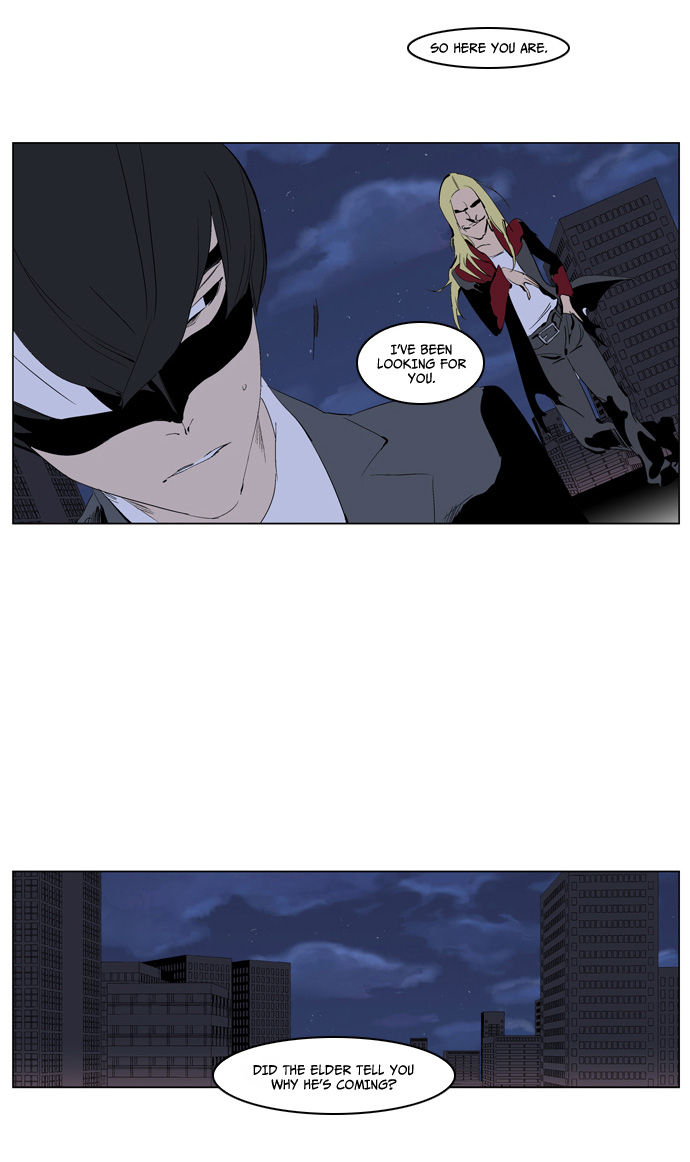 SO HERE YOU ARE.
I'VE BEEN
LOOKING FOR
YOU.
DID THE ELDER TELL YOU
WHY HE'S COMING?